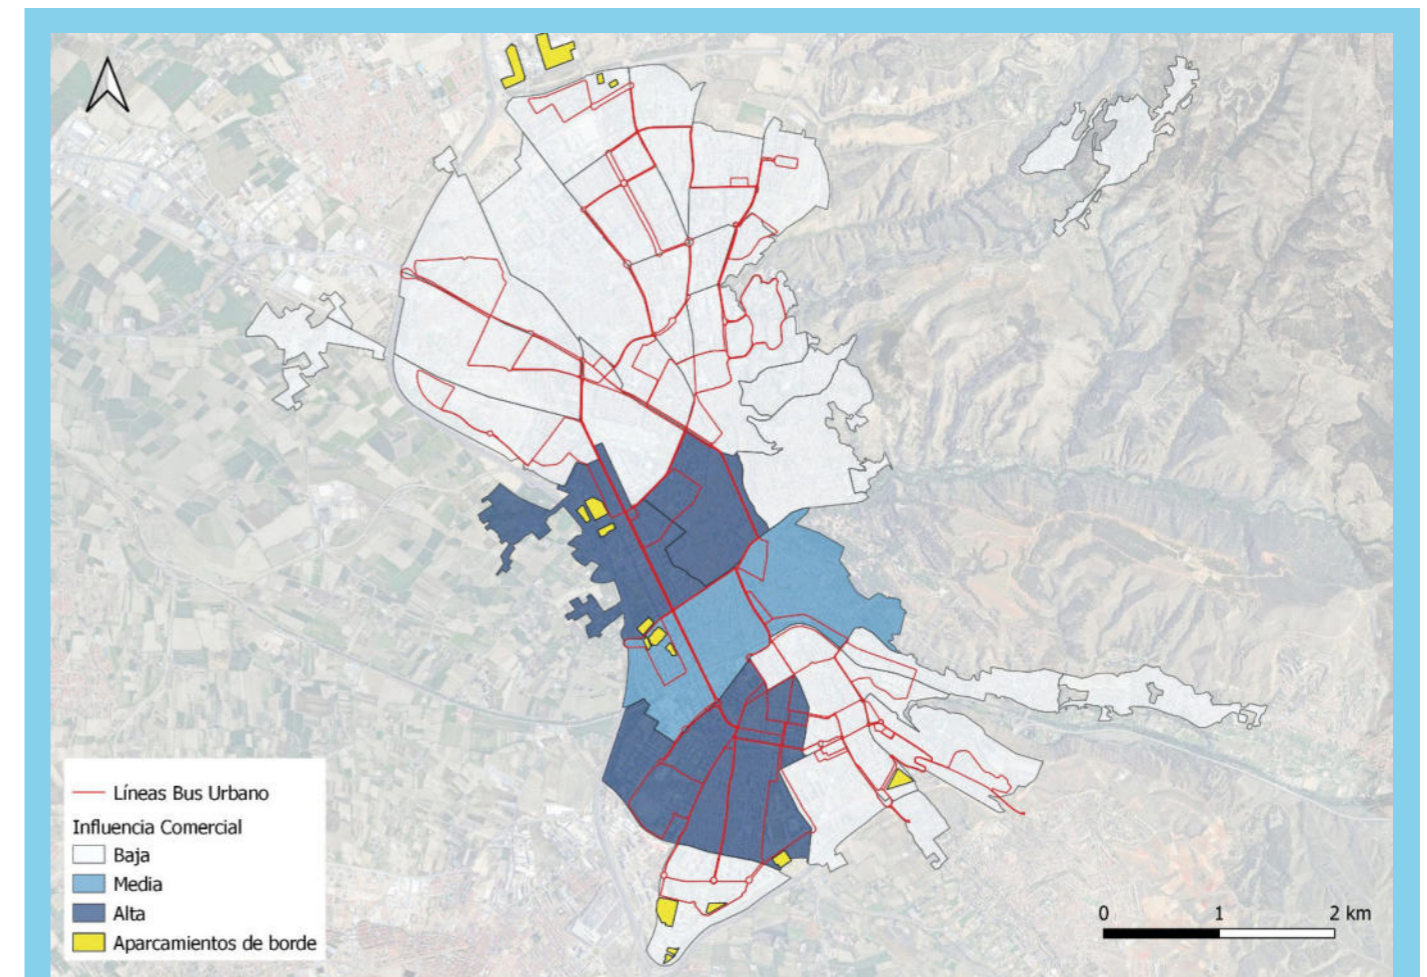 Líneas Bus Urbano
Influencia Comercial
Baja
Media
Alta
Aparcamientos de borde
0 1 2 km